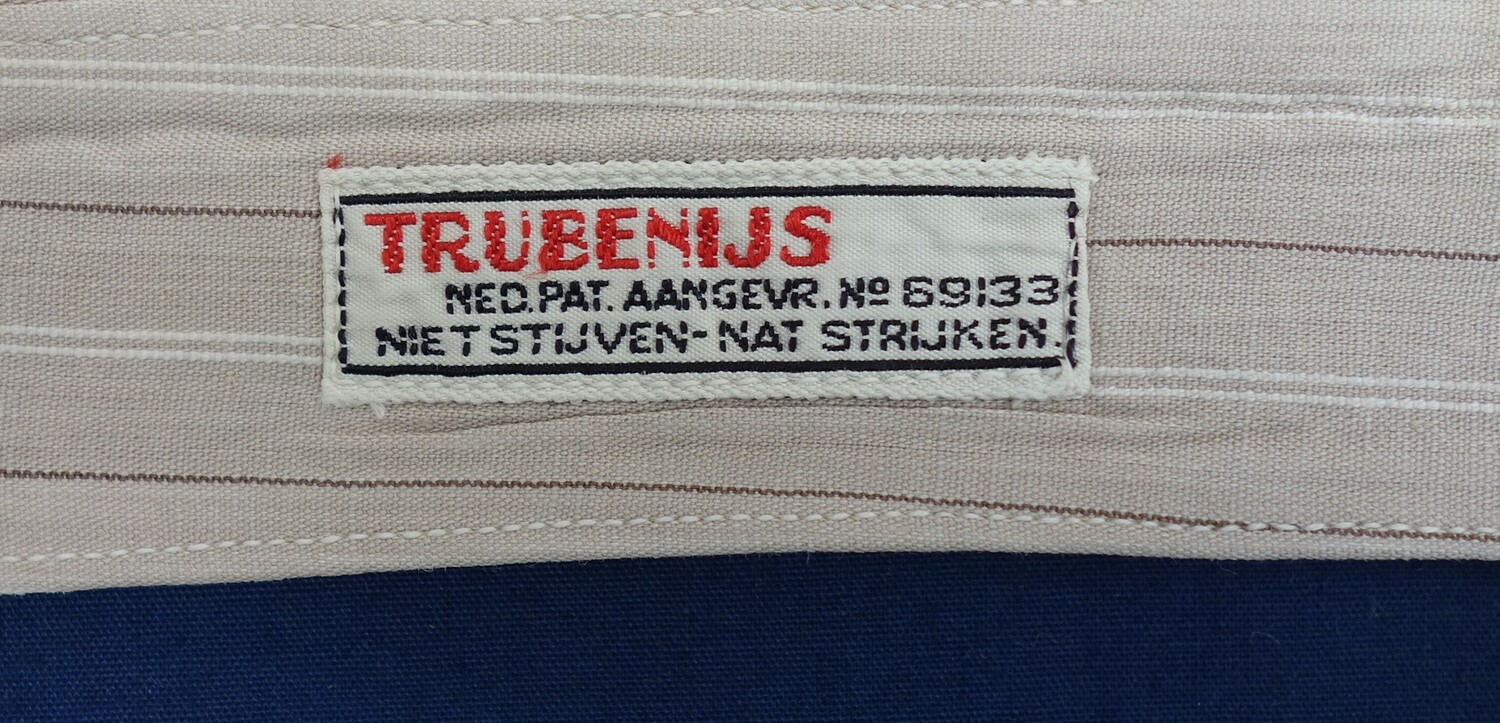 TRUBENIJS
NED.PAT. AANGEVR. Nº 69133
NIET STIJVEN- NAT STRIJKEN.